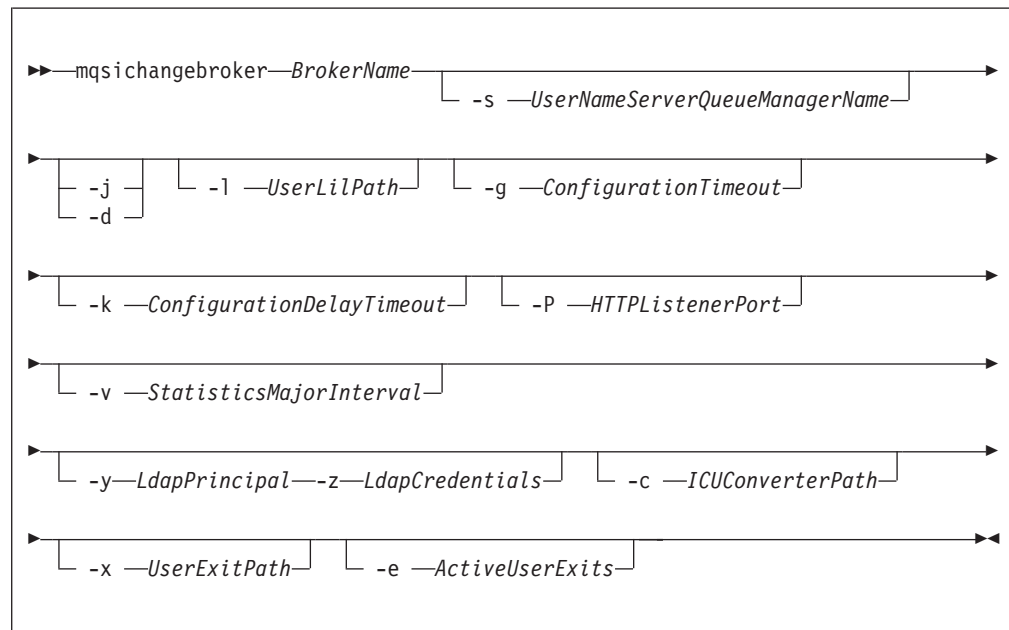 mqsichangebroker BrokerName
-s UserNameServerQueueManagerName
-j -l UserLilPath -g ConfigurationTimeout
-d
-k ConfigurationDelayTimeout -P HTTPListenerPort
-v StatisticsMajorInterval
-y LdapPrincipal -z LdapCredentials -c ICUConverterPath
-x UserExitPath -e ActiveUserExits